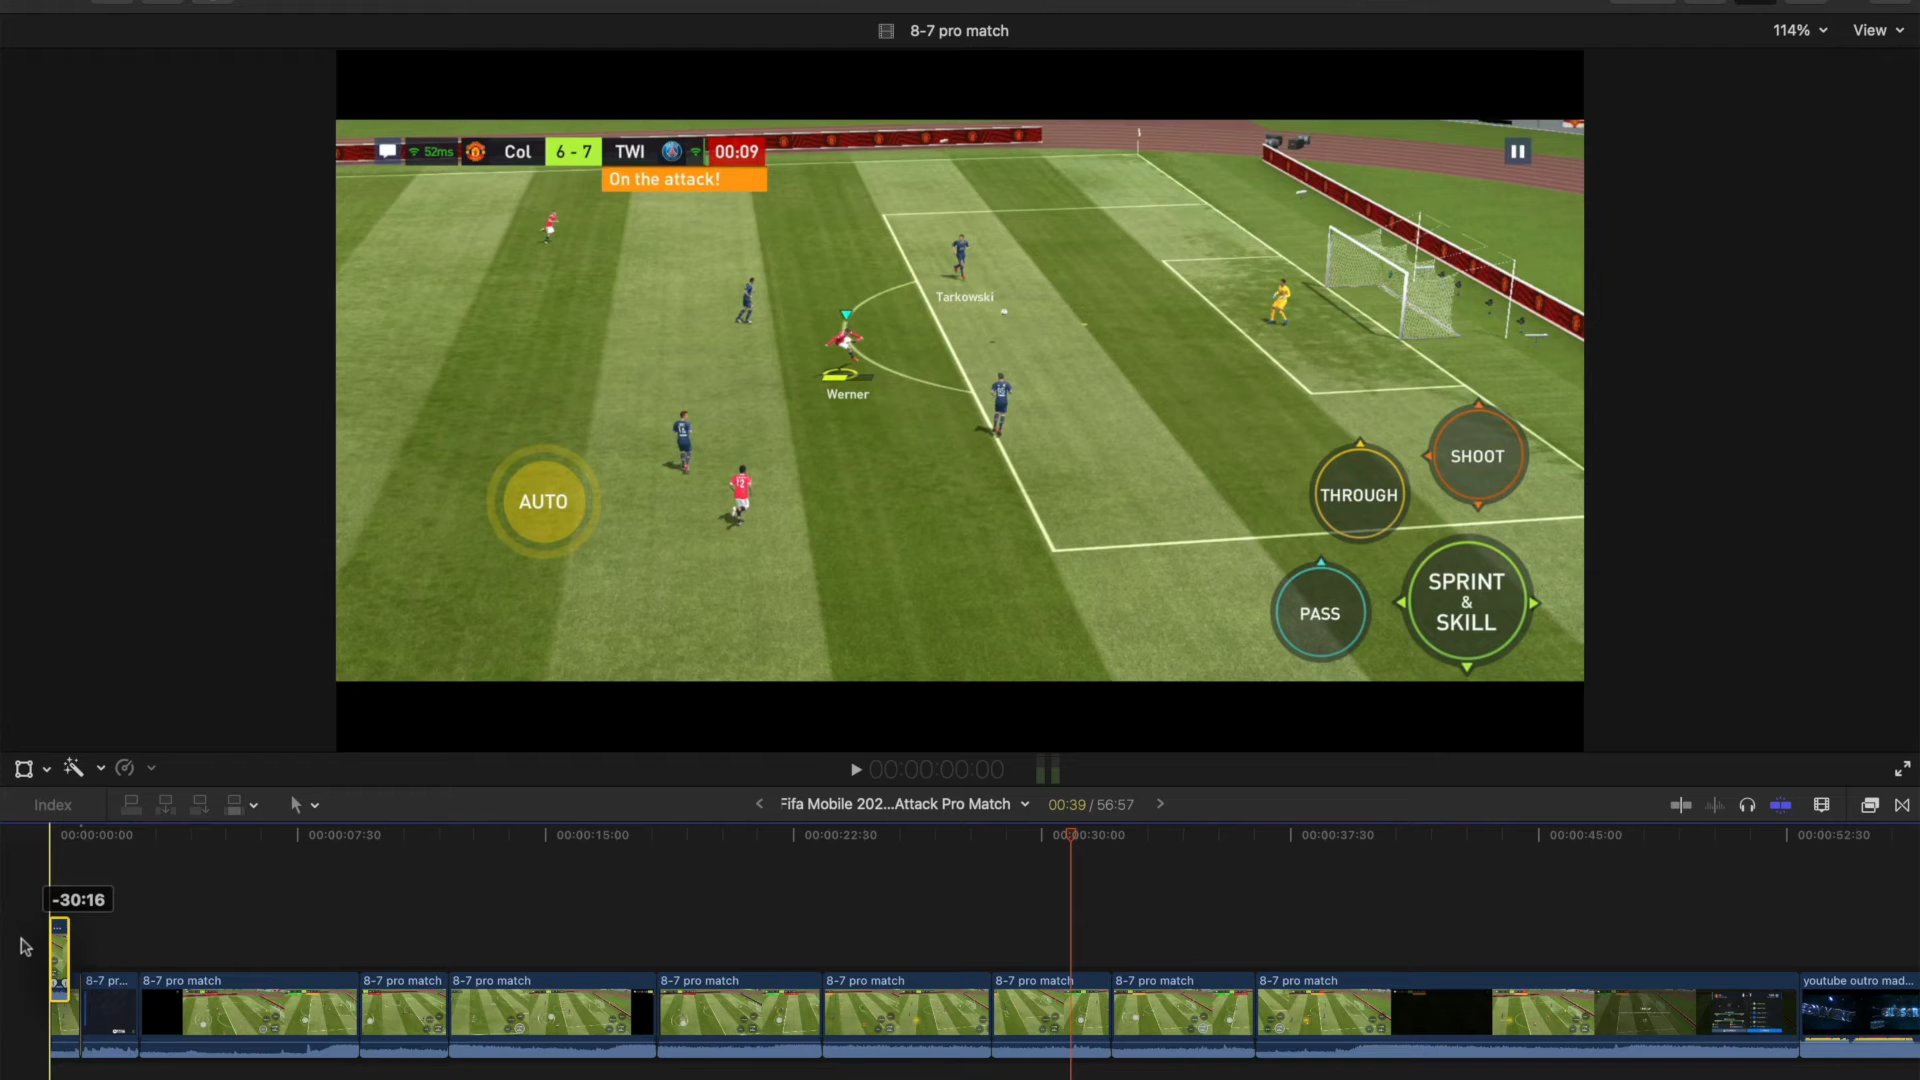 8-7 pro match
114%
View
52ms
Col
6 - 7
TWI
00:09
On the attack!
Tarkowski
Werner
AUTO
SHOOT
THROUGH
PASS
SPRINT
&
SKILL
00:00:00:00
Index
Fifa Mobile 202...Attack Pro Match
00:39 / 56:57
00:00:00:00
00:00:07:30
00:00:15:00
00:00:22:30
00:00:30:00
00:00:37:30
00:00:45:00
00:00:52:30
-30:16
8-7 pr...
8-7 pro match
8-7 pro match
8-7 pro match
8-7 pro match
8-7 pro match
8-7 pro match
8-7 pro match
8-7 pro match
youtube outro mad...